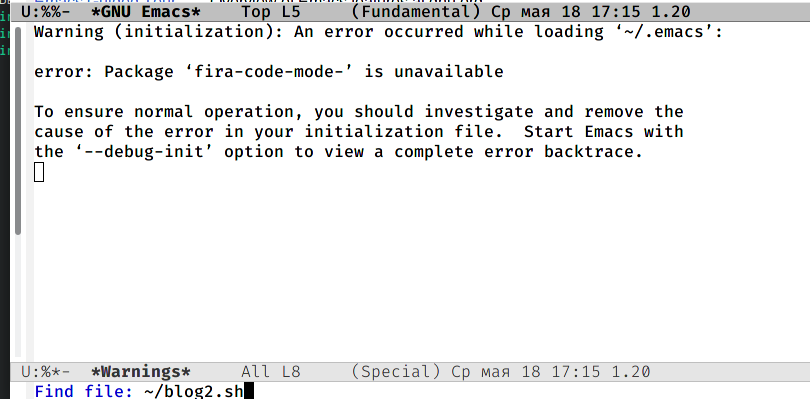 U:%%-  *GNU Emacs*    Top L5     (Fundamental) Ср мая 18 17:15 1.20
Warning (initialization): An error occurred while loading ‘~/.emacs’:
error: Package ‘fira-code-mode-’ is unavailable
To ensure normal operation, you should investigate and remove the
cause of the error in your initialization file.  Start Emacs with
the ‘--debug-init’ option to view a complete error backtrace.
U:%*-  *Warnings*     All L8     (Special) Ср мая 18 17:15 1.20
Find file: ~/blog2.sh